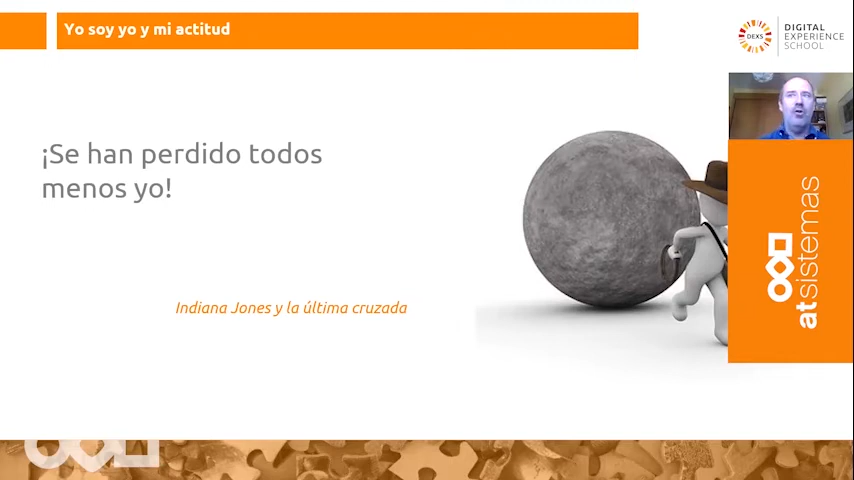 Yo soy yo y mi actitud
DEXS
DIGITAL
EXPERIENCE
SCHOOL
¡Se han perdido todos
menos yo!
Indiana Jones y la última cruzada
atsistemas